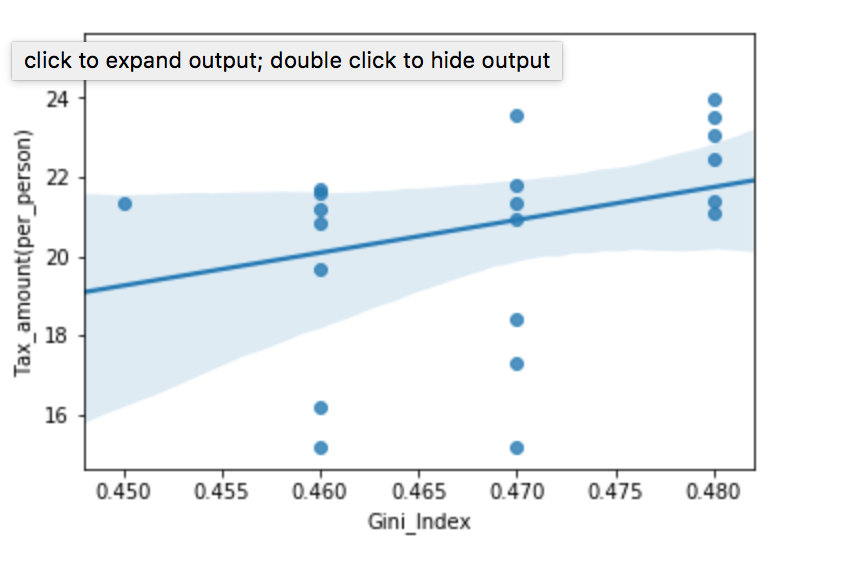 click to expand output; double click to hide output
24
22
20
18
16
Tax_amount(per_person)
0.450 0.455 0.460 0.465 0.470 0.475 0.480
Gini_Index